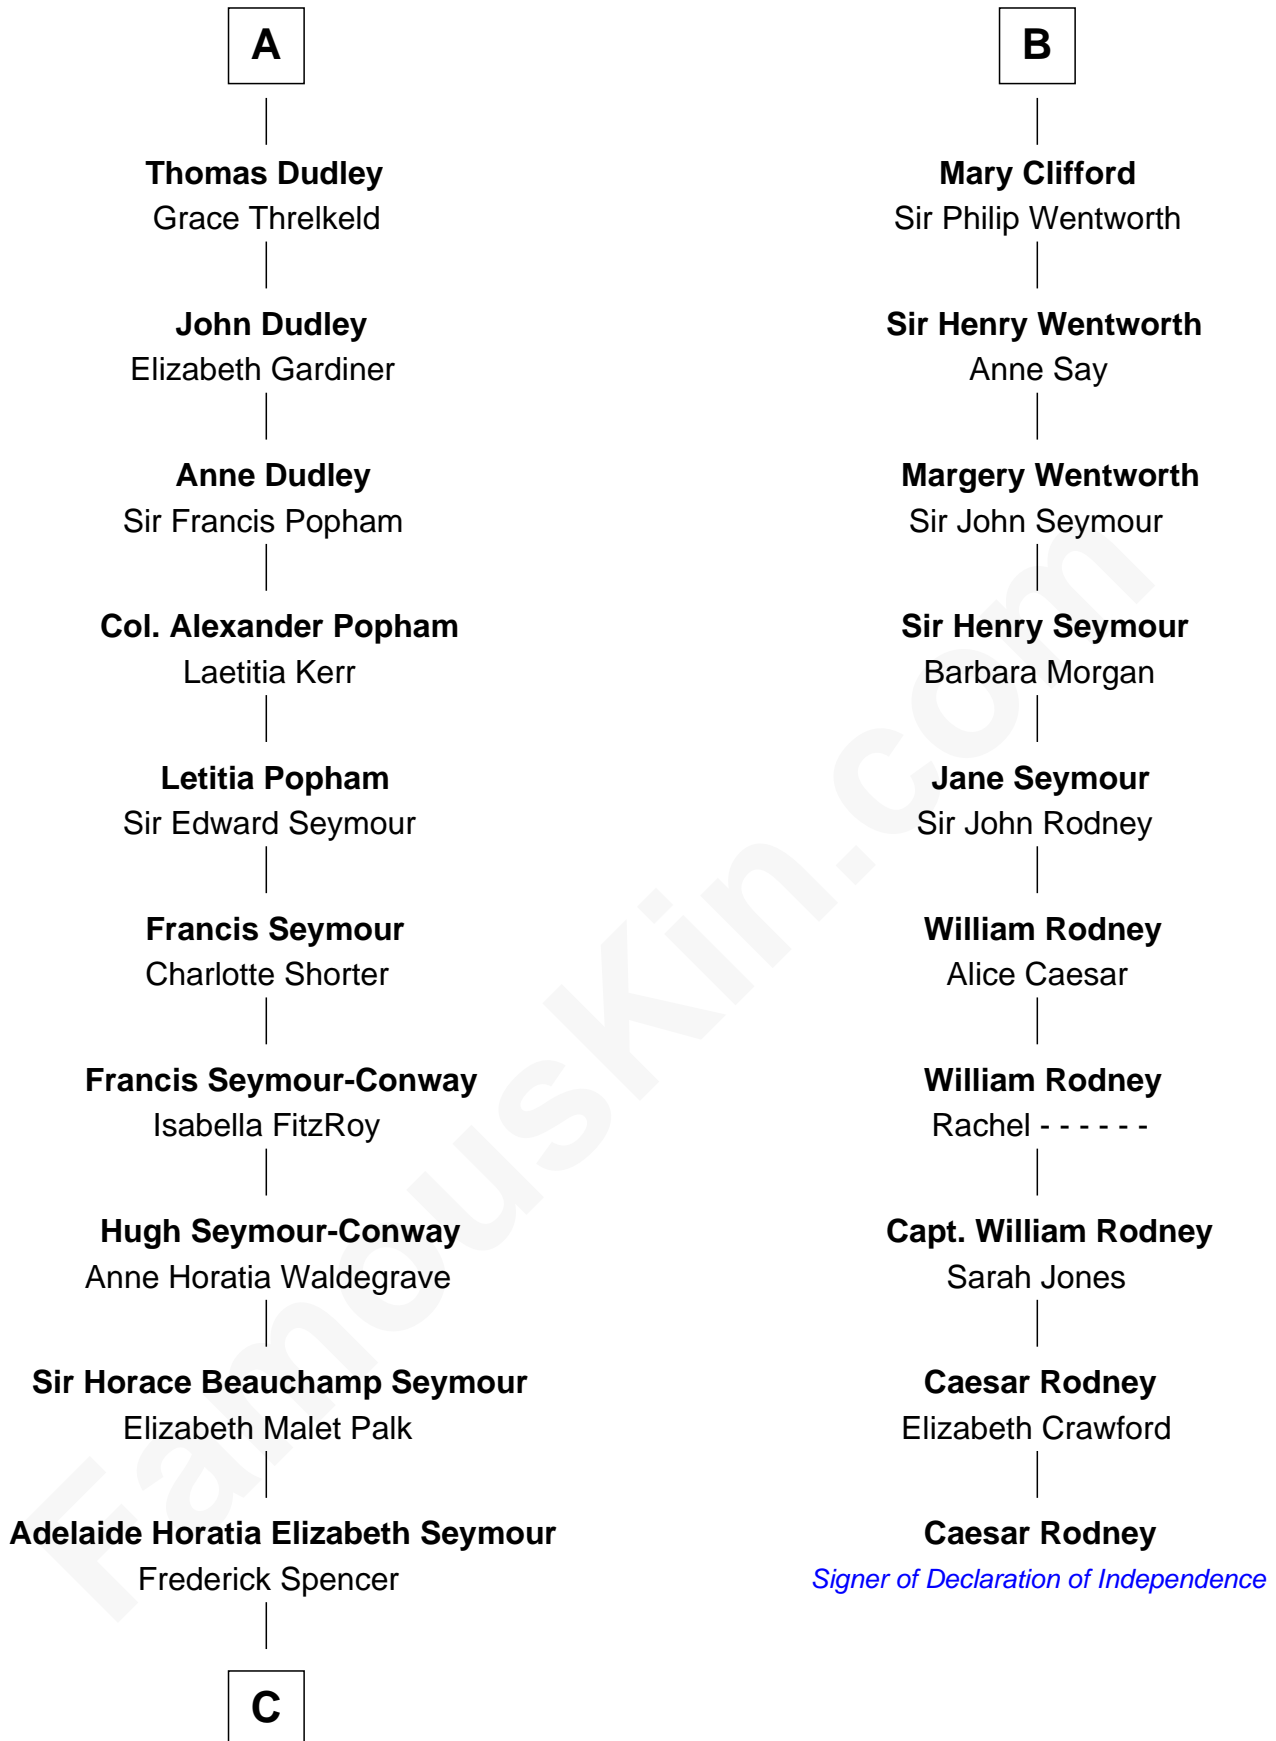 A
Thomas Dudley
Grace Threlkeld
John Dudley
Elizabeth Gardiner
Anne Dudley
Sir Francis Popham
Col. Alexander Popham
Laetitia Kerr
Letitia Popham
Sir Edward Seymour
Francis Seymour
Charlotte Shorter
Francis Seymour-Conway
Isabella FitzRoy
Hugh Seymour-Conway
Anne Horatia Waldegrave
Sir Horace Beauchamp Seymour
Elizabeth Malet Palk
Adelaide Horatia Elizabeth Seymour
Frederick Spencer
C
B
Mary Clifford
Sir Philip Wentworth
Sir Henry Wentworth
Anne Say
Margery Wentworth
Sir John Seymour
Sir Henry Seymour
Barbara Morgan
Jane Seymour
Sir John Rodney
William Rodney
Alice Caesar
William Rodney
Rachel - - - - - -
Capt. William Rodney
Sarah Jones
Caesar Rodney
Elizabeth Crawford
Caesar Rodney
Signer of Declaration of Independence
FamousKin.com